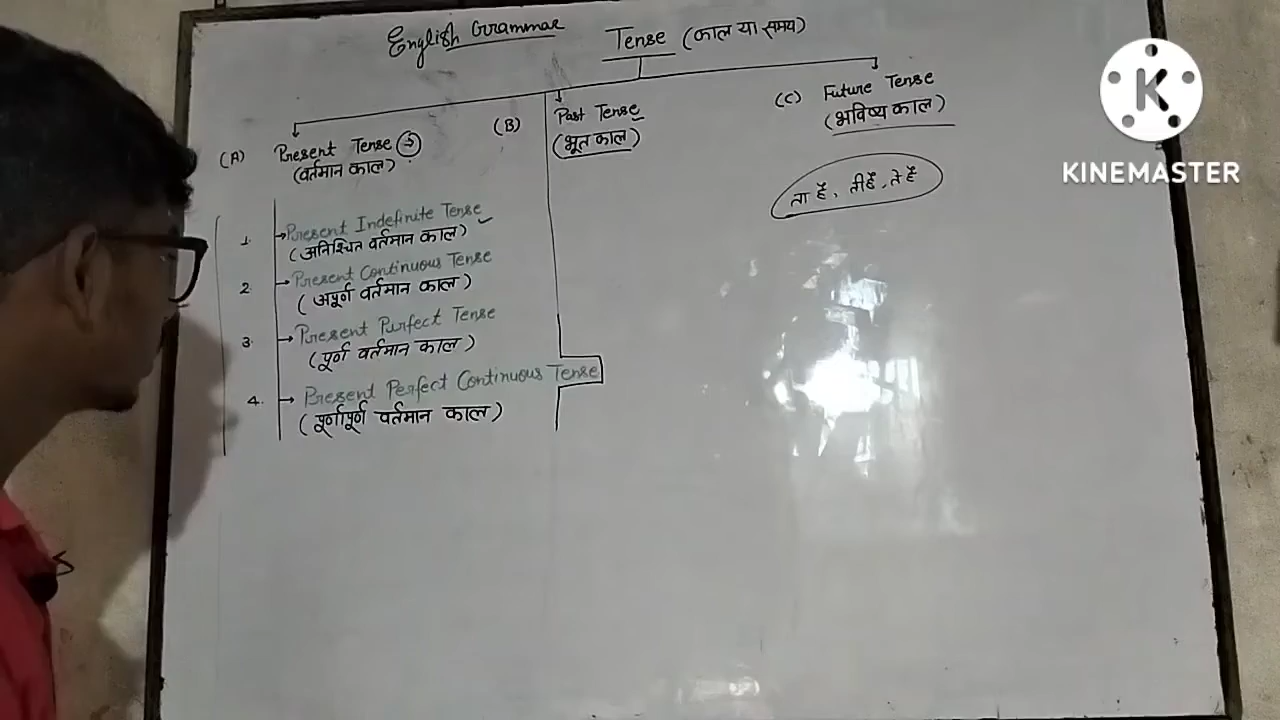 English Grammar
Tense (काल या समय)
(A) Present Tense
(वर्तमान काल)
1. Present Indefinite Tense
(अनिश्चित वर्तमान काल)
2. Present Continuous Tense
(अपूर्ण वर्तमान काल)
3. Present Purfect Tense
(पूर्ण वर्तमान काल)
4. Present Perfect Continuous Tense
(पूर्णापूर्ण वर्तमान काल)
(B) Past Tense
(भूत काल)
(C) Future Tense
(भविष्य काल)
ता हैं, तीहैं, ते हैं
K
KINEMASTER